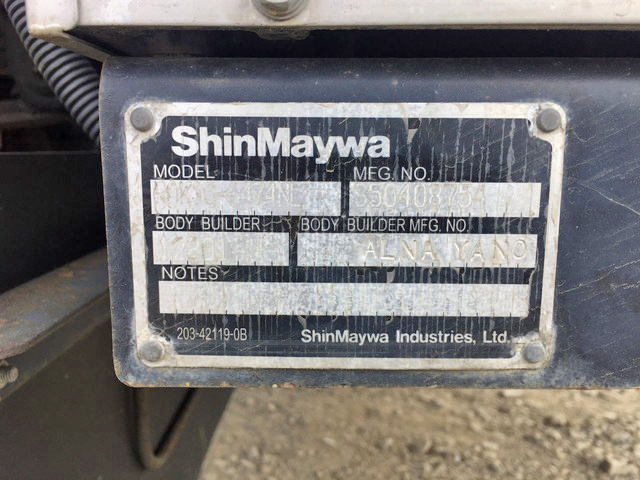 ShinMaywa
MODEL MFG. NO.
BODY BUILDER BODY BUILDER MFG. NO.
ALNA YANO
NOTES
203-42119-0B ShinMaywa Industries, Ltd.